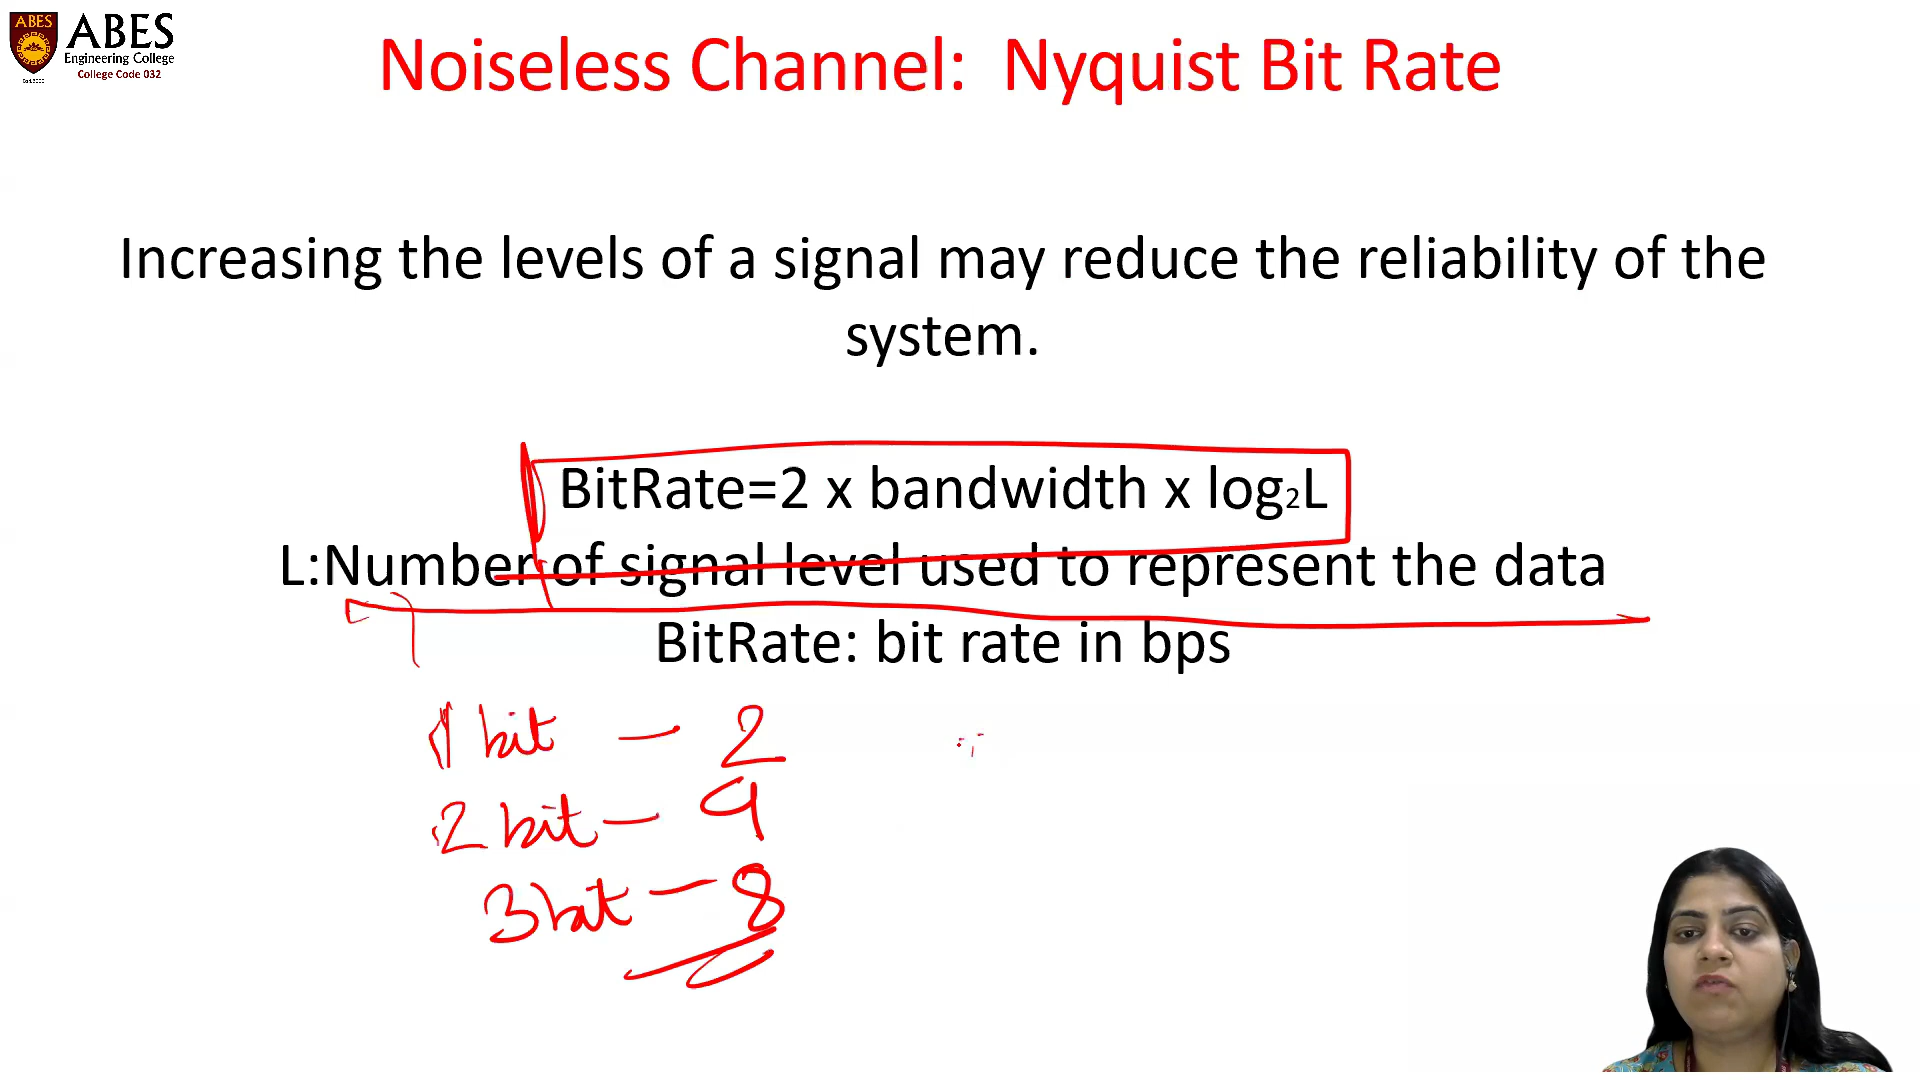 ABES
ABES
Engineering College
College Code 032
Noiseless Channel: Nyquist Bit Rate
Increasing the levels of a signal may reduce the reliability of the
system.
BitRate=2 x bandwidth x log₂L
L:Number of signal level used to represent the data
BitRate: bit rate in bps
1 bit – 2
2 bit – 4
3 bit – 8